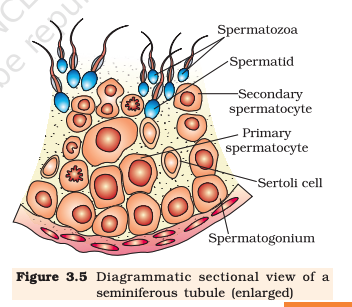 Spermatozoa
Spermatid
Secondary
spermatocyte
Primary
spermatocyte
Sertoli cell
Spermatogonium
Figure 3.5 Diagrammatic sectional view of a
seminiferous tubule (enlarged)